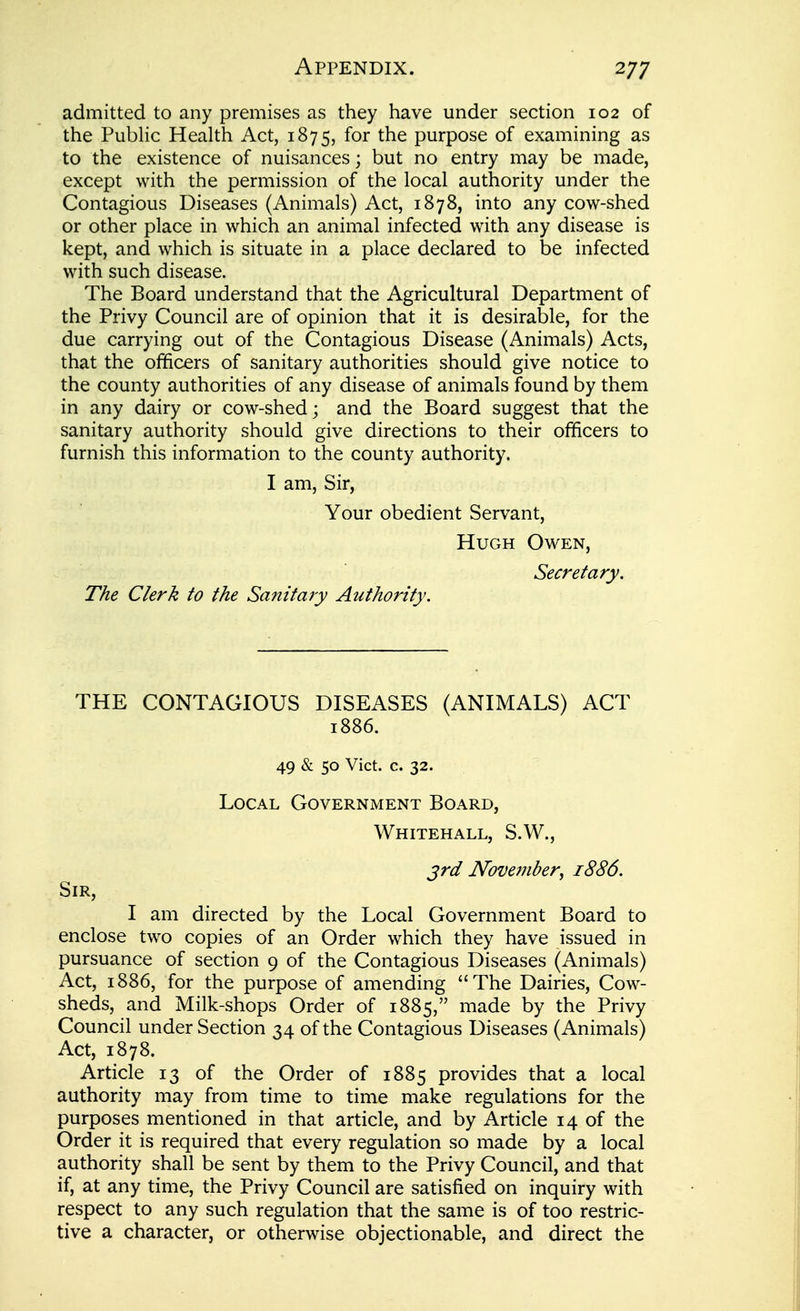 Appendix. 277
admitted to any premises as they have under section 102 of
the Public Health Act, 1875, for the purpose of examining as
to the existence of nuisances; but no entry may be made,
except with the permission of the local authority under the
Contagious Diseases (Animals) Act, 1878, into any cow-shed
or other place in which an animal infected with any disease is
kept, and which is situate in a place declared to be infected
with such disease.
The Board understand that the Agricultural Department of
the Privy Council are of opinion that it is desirable, for the
due carrying out of the Contagious Disease (Animals) Acts,
that the officers of sanitary authorities should give notice to
the county authorities of any disease of animals found by them
in any dairy or cow-shed; and the Board suggest that the
sanitary authority should give directions to their officers to
furnish this information to the county authority.
I am, Sir,
Your obedient Servant,
Hugh Owen,
Secretary.
The Clerk to the Sanitary Authority.
THE CONTAGIOUS DISEASES (ANIMALS) ACT
1886.
49 & 50 Vict. c. 32.
Local Government Board,
Whitehall, S.W.,
3rd November, 1886.
Sir,
I am directed by the Local Government Board to
enclose two copies of an Order which they have issued in
pursuance of section 9 of the Contagious Diseases (Animals)
Act, 1886, for the purpose of amending “The Dairies, Cow-
sheds, and Milk-shops Order of 1885,” made by the Privy
Council under Section 34 of the Contagious Diseases (Animals)
Act, 1878.
Article 13 of the Order of 1885 provides that a local
authority may from time to time make regulations for the
purposes mentioned in that article, and by Article 14 of the
Order it is required that every regulation so made by a local
authority shall be sent by them to the Privy Council, and that
if, at any time, the Privy Council are satisfied on inquiry with
respect to any such regulation that the same is of too restric-
tive a character, or otherwise objectionable, and direct the